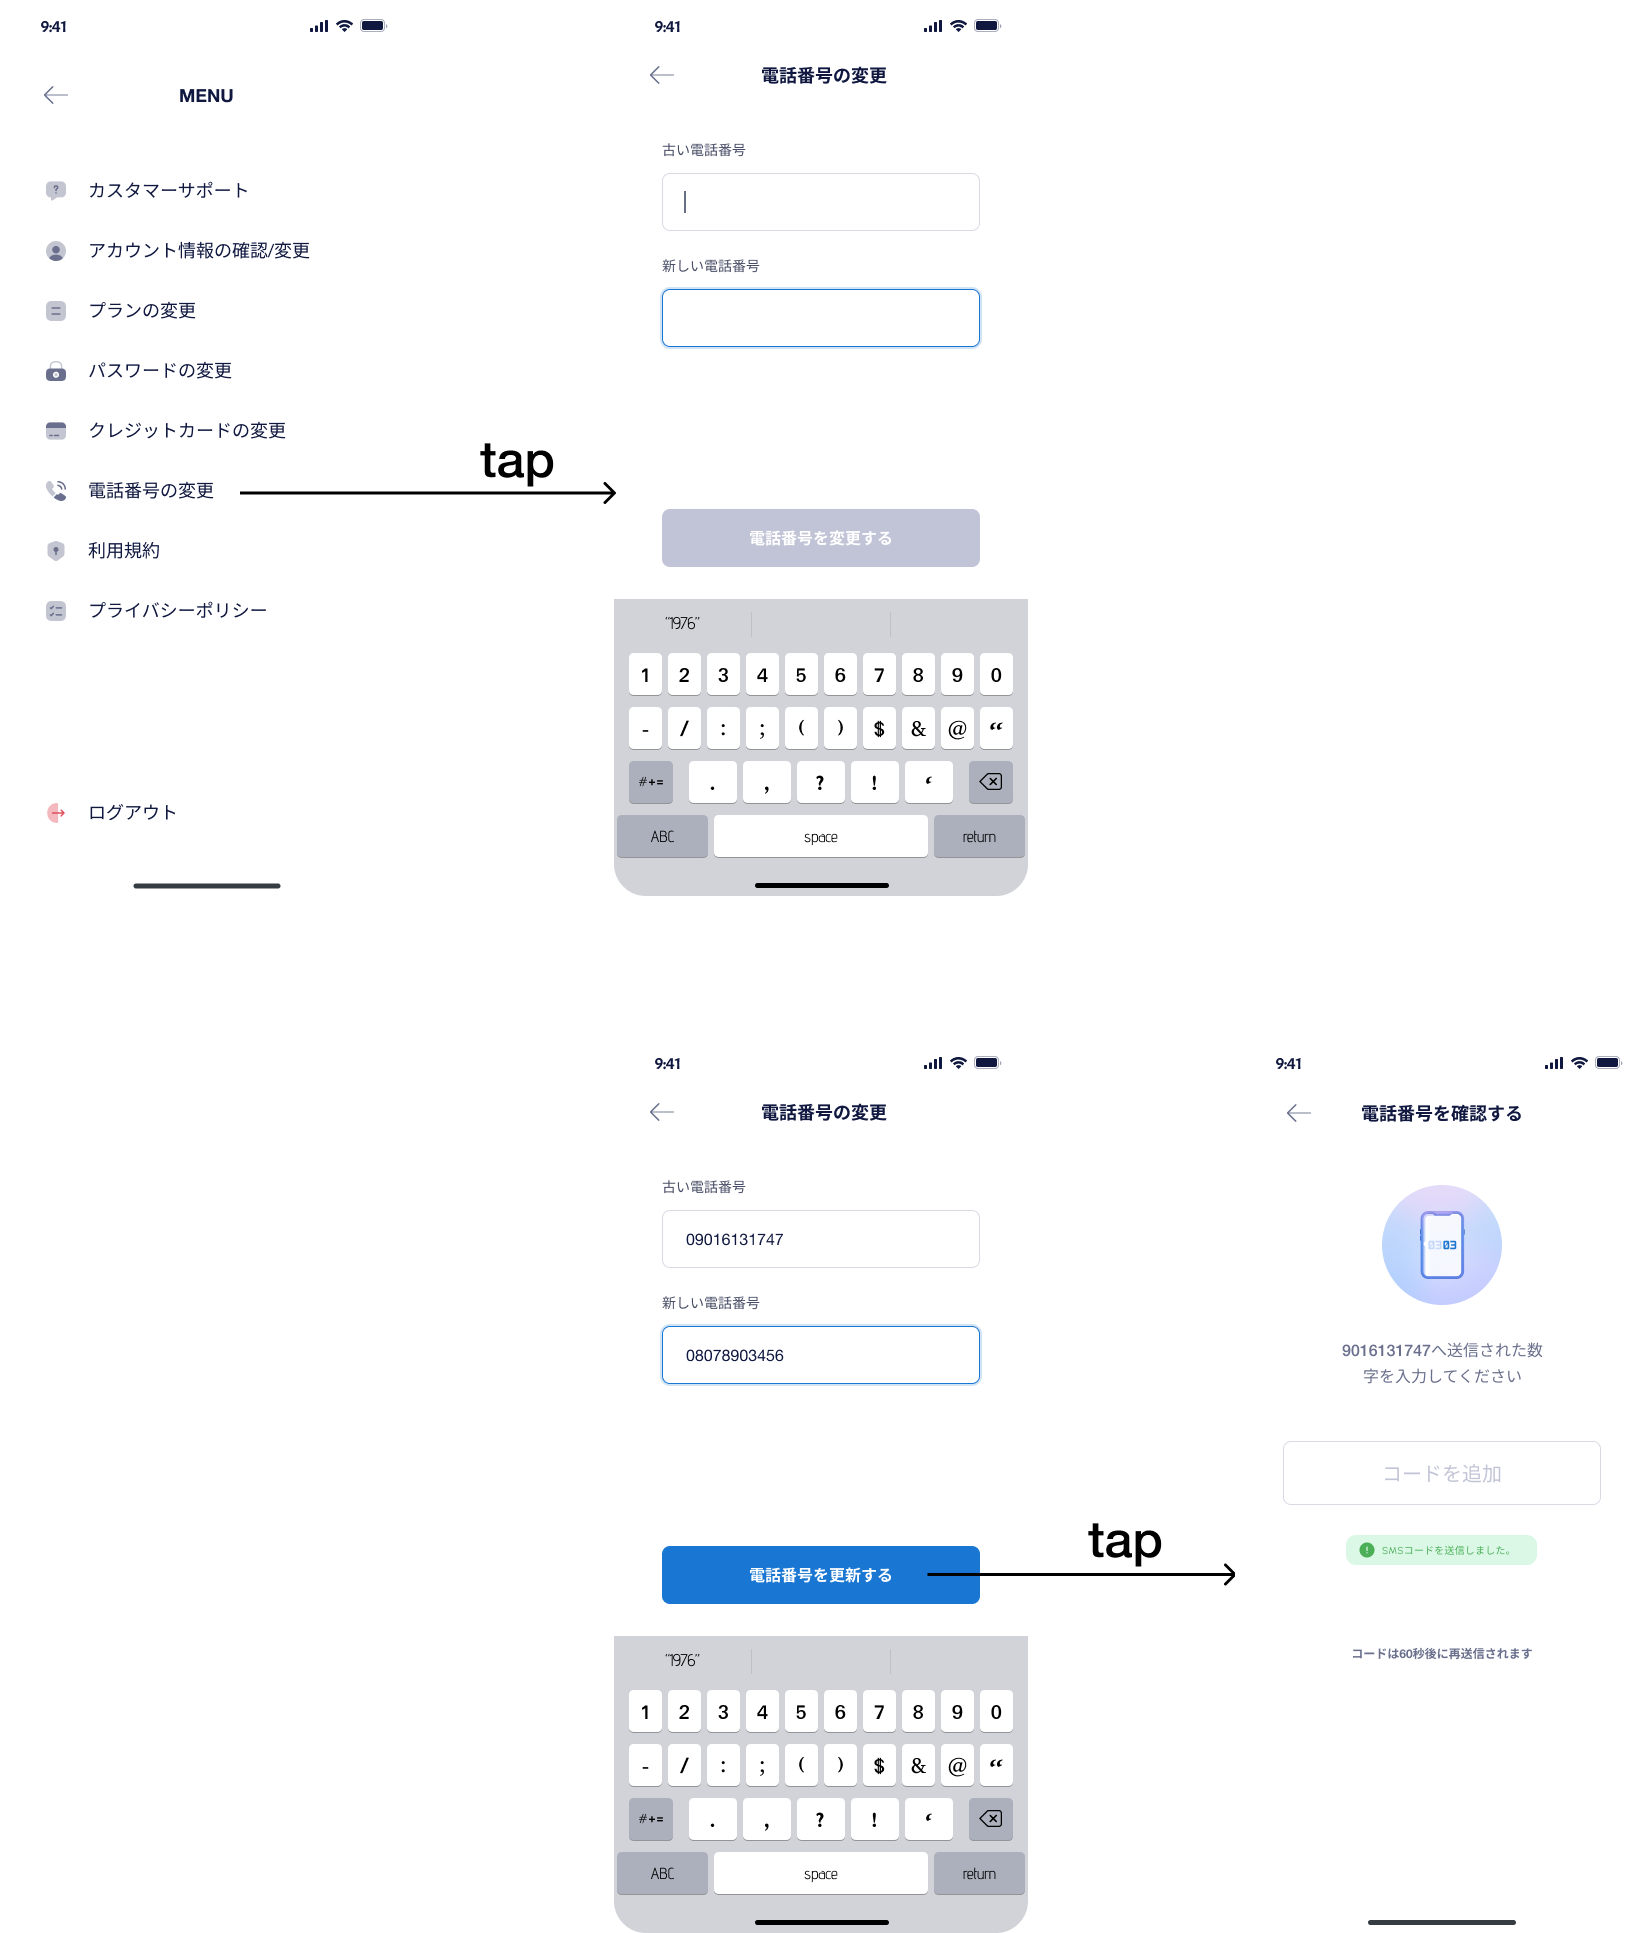 9:41
MENU
カスタマーサポート
アカウント情報の確認/変更
プランの変更
パスワードの変更
クレジットカードの変更
電話番号の変更
利用規約
プライバシーポリシー
ログアウト
tap
9:41
電話番号の変更
古い電話番号
新しい電話番号
電話番号を変更する
“1976”
1 2 3 4 5 6 7 8 9 0
- / : ; ( ) $ & @ “
#+= . , ? ! ‘
ABC space return
9:41
電話番号の変更
古い電話番号
09016131747
新しい電話番号
08078903456
電話番号を更新する
“1976”
1 2 3 4 5 6 7 8 9 0
- / : ; ( ) $ & @ “
#+= . , ? ! ‘
ABC space return
tap
9:41
電話番号を確認する
0303
9016131747へ送信された数
字を入力してください
コードを追加
SMSコードを送信しました。
コードは60秒後に再送信されます